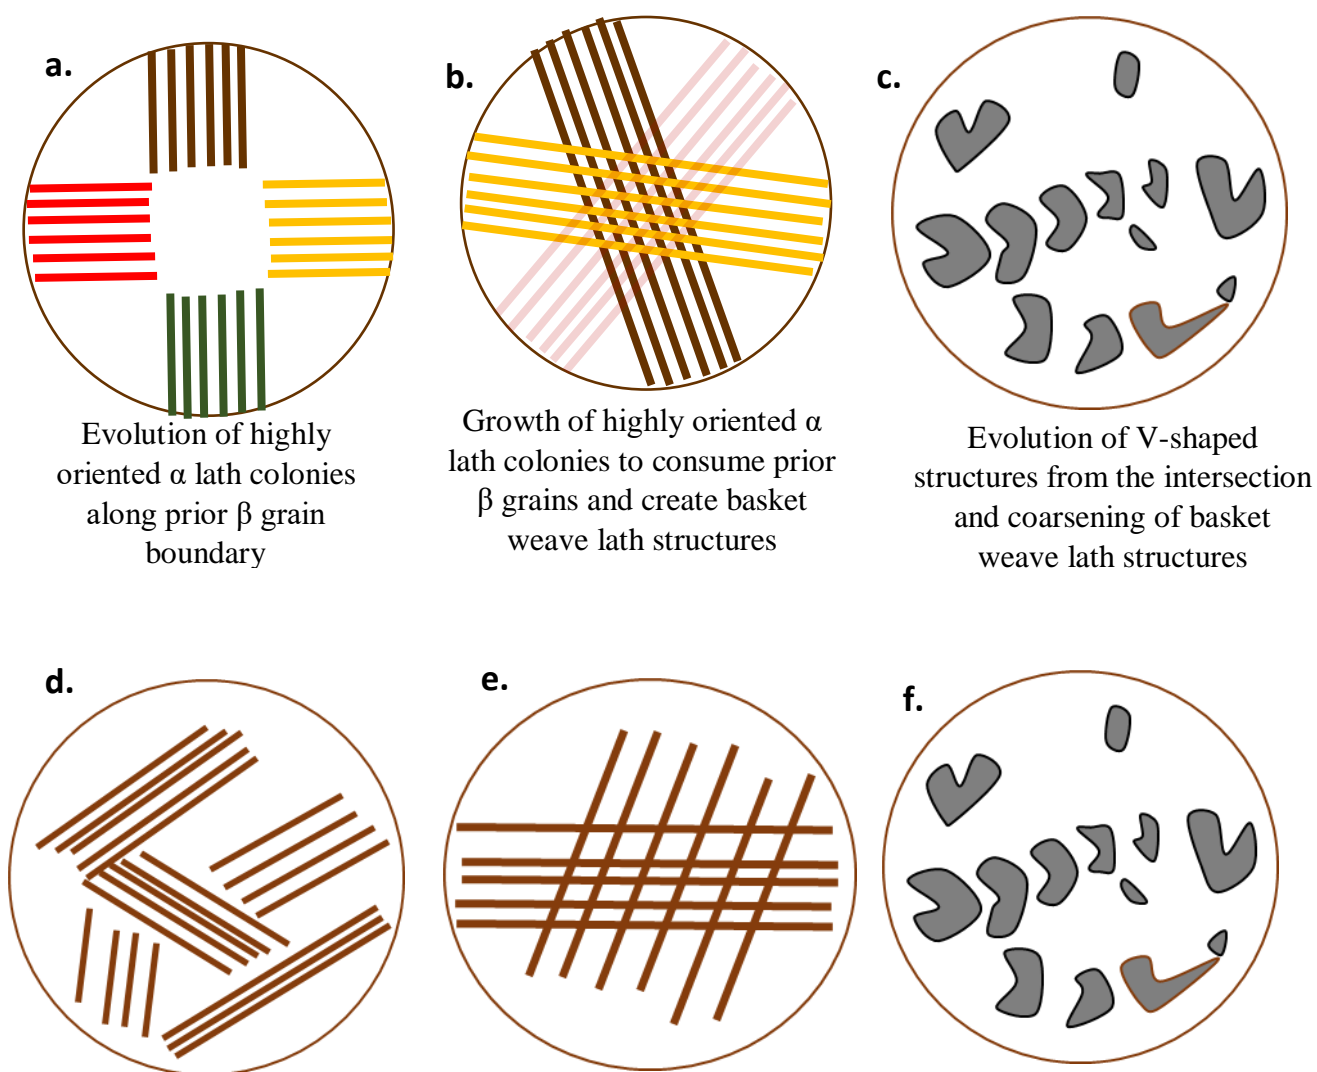 a.
b.
c.
Evolution of highly
oriented α lath colonies
along prior β grain
boundary
Growth of highly oriented α
lath colonies to consume prior
β grains and create basket
weave lath structures
Evolution of V-shaped
structures from the intersection
and coarsening of basket
weave lath structures
d.
e.
f.